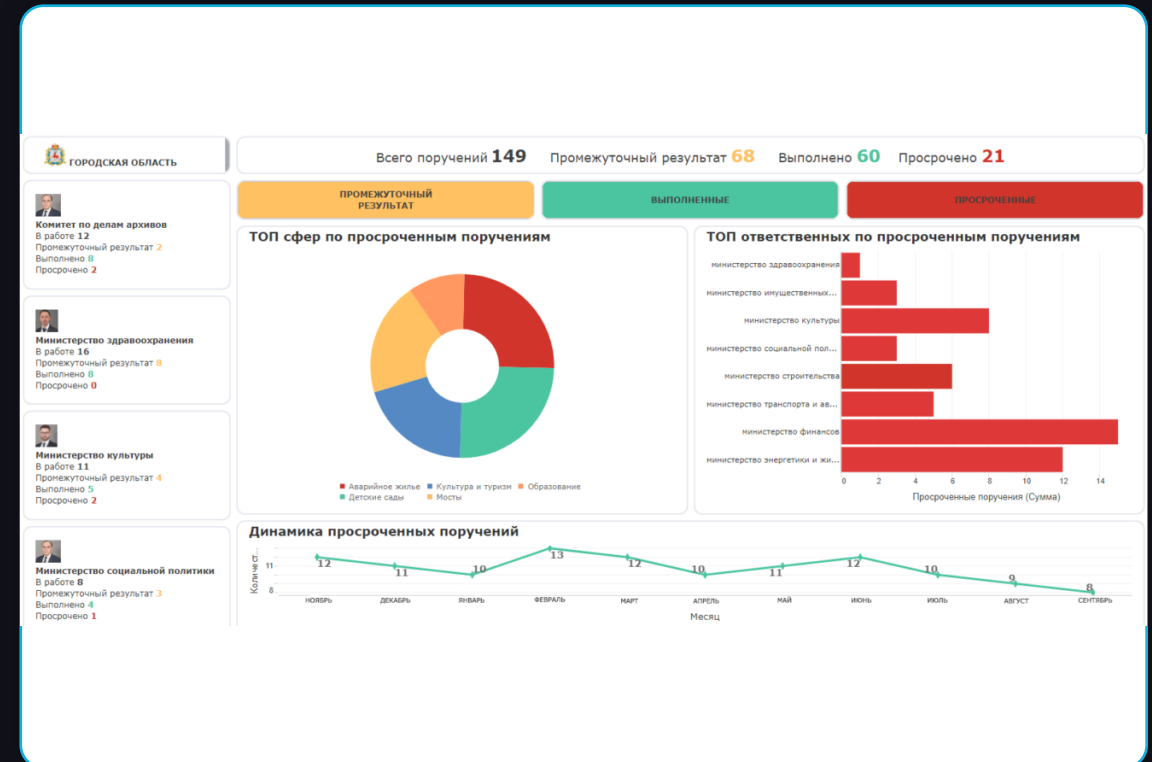 ГОРОДСКАЯ ОБЛАСТЬ
Всего поручений 149 Промежуточный результат 68 Выполнено 60 Просрочено 21
Комитет по делам архивов
В работе 12
Промежуточный результат 2
Выполнено 8
Просрочено 2
Министерство здравоохранения
В работе 16
Промежуточный результат 8
Выполнено 8
Просрочено 0
Министерство культуры
В работе 11
Промежуточный результат 4
Выполнено 5
Просрочено 2
Министерство социальной политики
В работе 8
Промежуточный результат 3
Выполнено 4
Просрочено 1
ПРОМЕЖУТОЧНЫЙ
РЕЗУЛЬТАТ
ВЫПОЛНЕННЫЕ
ПРОСРОЧЕННЫЕ
ТОП сфер по просроченным поручениям
Аварийное жилье Культура и туризм Образование
Детские сады Мосты
ТОП ответственных по просроченным поручениям
министерство здравоохранения
министерство имущественных...
министерство культуры
министерство социальной пол...
министерство строительства
министерство транспорта и ав...
министерство финансов
министерство энергетики и жи...
0 2 4 6 8 10 12 14
Просроченные поручения (Сумма)
Динамика просроченных поручений
Количест...
11
8
12 11 10 13 12 10 11 12 10 9 8
НОЯБРЬ ДЕКАБРЬ ЯНВАРЬ ФЕВРАЛЬ МАРТ АПРЕЛЬ МАЙ ИЮНЬ ИЮЛЬ АВГУСТ СЕНТЯБРЬ
Месяц